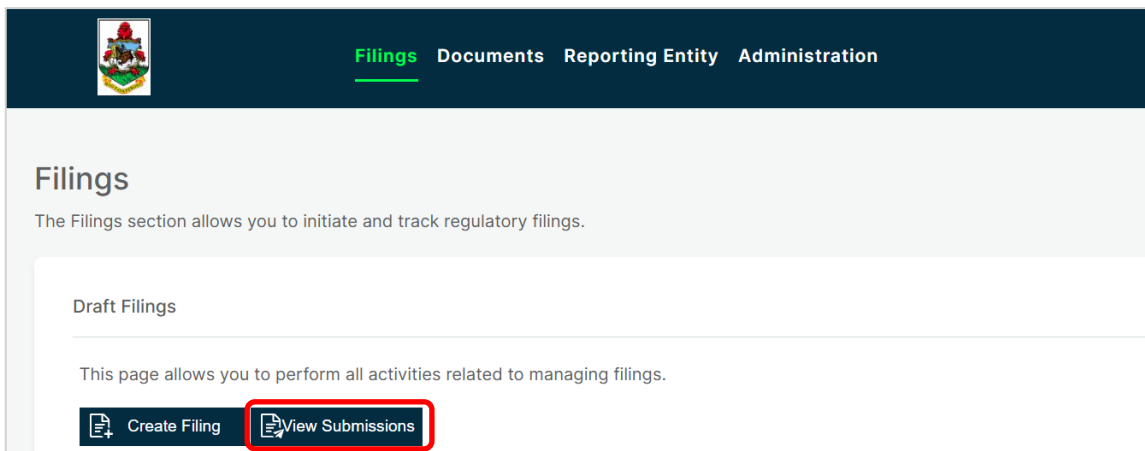 Filings Documents Reporting Entity Administration
Filings
The Filings section allows you to initiate and track regulatory filings.
Draft Filings
This page allows you to perform all activities related to managing filings.
Create Filing View Submissions